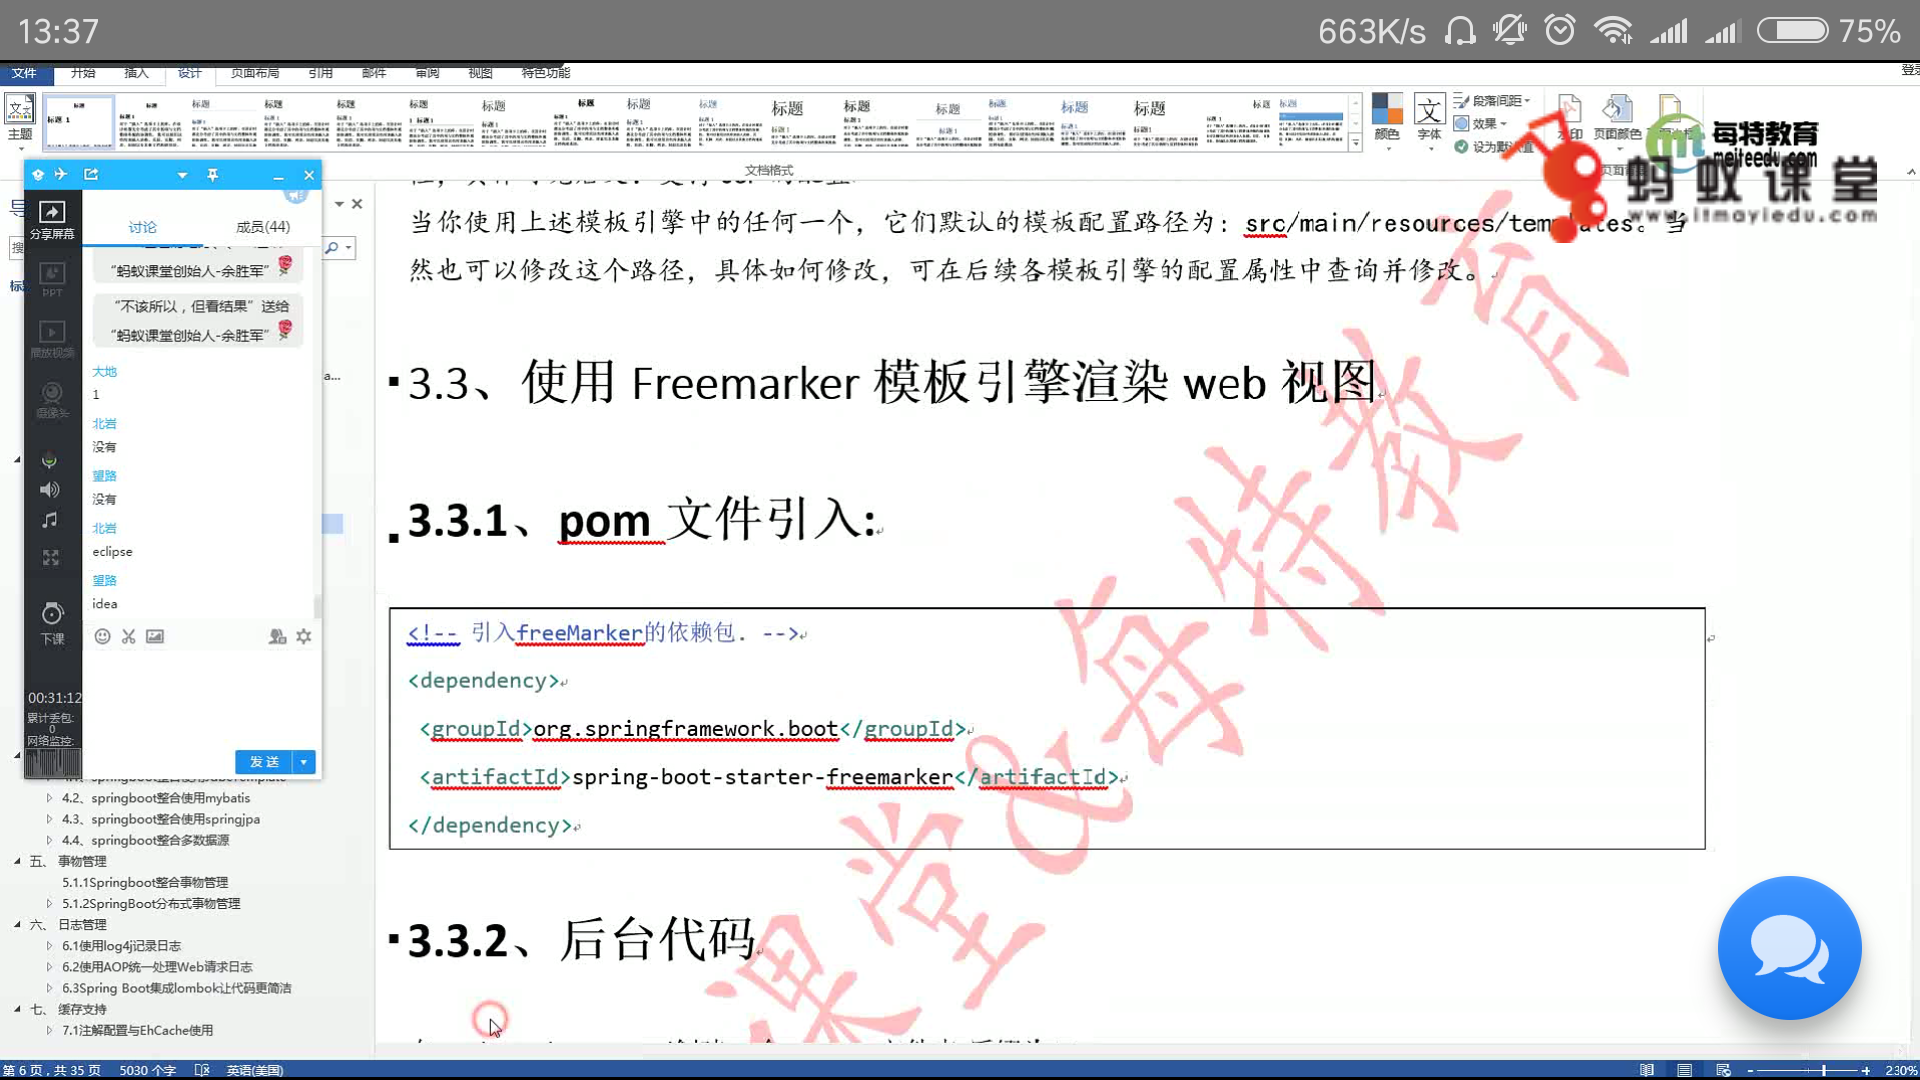 13:37
663K/s
75%
文件 开始 插入 设计 页面布局 引用 邮件 审阅 视图 特色功能
主题
颜色
字体
段落间距
效果
页面颜色
文档格式
每特教育
meiteedu.com
蚂蚁课堂
www.itmayiedu.com
分享屏幕
PPT
播放视频
摄像头
下课
00:31:12
累计丢包:
0
网络监控:
讨论
成员(44)
“蚂蚁课堂创始人-余胜军”
“不该所以，但看结果”送给
“蚂蚁课堂创始人-余胜军”
大地
1
北岩
没有
望路
没有
北岩
eclipse
望路
idea
发送
4.2、springboot整合使用mybatis
4.3、springboot整合使用springjpa
4.4、springboot整合多数据源
五、 事物管理
5.1.1Springboot整合事物管理
5.1.2SpringBoot分布式事物管理
六、 日志管理
6.1使用log4j记录日志
6.2使用AOP统一处理Web请求日志
6.3Spring Boot集成lombok让代码更简洁
七、 缓存支持
7.1注解配置与EhCache使用
当你使用上述模板引擎中的任何一个，它们默认的模板配置路径为：src/main/resources/templates。当
然也可以修改这个路径，具体如何修改，可在后续各模板引擎的配置属性中查询并修改。
3.3、使用 Freemarker 模板引擎渲染 web 视图
3.3.1、pom 文件引入:
<!-- 引入freeMarker的依赖包. -->
<dependency>
<groupId>org.springframework.boot</groupId>
<artifactId>spring-boot-starter-freemarker</artifactId>
</dependency>
3.3.2、后台代码
课堂&每特教育
第 6 页，共 35 页 5030 个字 英语(美国)
230%